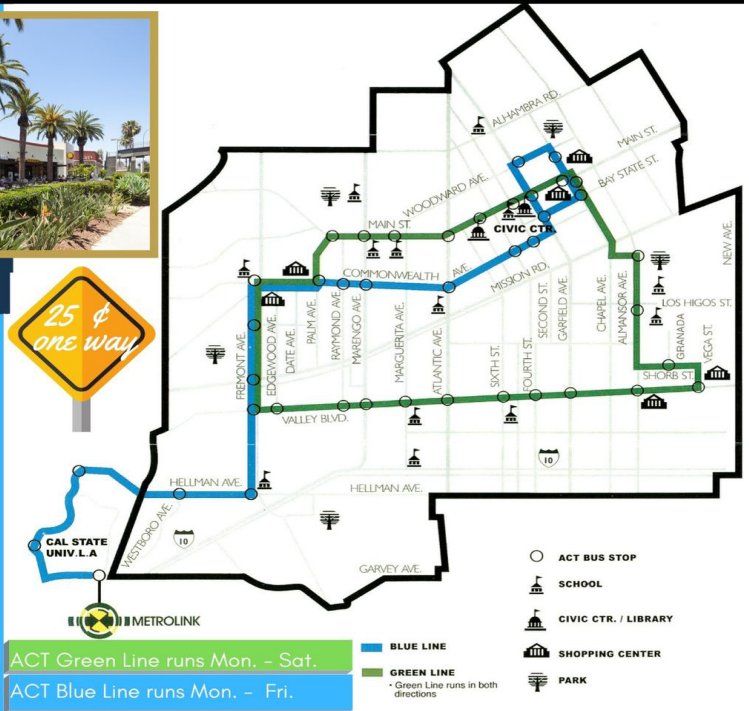 25 ¢
one way
ALHAMBRA RD.
MAIN ST.
WOODWARD AVE.
BAY STATE ST.
MAIN ST.
CIVIC CTR.
COMMONWEALTH
AVE.
MISSION RD.
NEW AVE.
LOS HIGOS ST.
FREMONT AVE.
EDGEWOOD AVE.
DATE AVE.
PALM AVE.
RAYMOND AVE.
MARENGO AVE.
MARGUERITA AVE.
ATLANTIC AVE.
SIXTH ST.
FOURTH ST.
SECOND ST.
GARFIELD AVE.
CHAPEL AVE.
ALMANSOR AVE.
GRANADA
VEGA ST.
SHORB ST.
VALLEY BLVD.
10
HELLMAN AVE.
HELLMAN AVE.
WESTBORO AVE.
10
CAL STATE
UNIV.L.A
GARVEY AVE.
METROLINK
ACT BUS STOP
SCHOOL
CIVIC CTR. / LIBRARY
SHOPPING CENTER
PARK
BLUE LINE
GREEN LINE
• Green Line runs in both
directions
ACT Green Line runs Mon. - Sat.
ACT Blue Line runs Mon. - Fri.